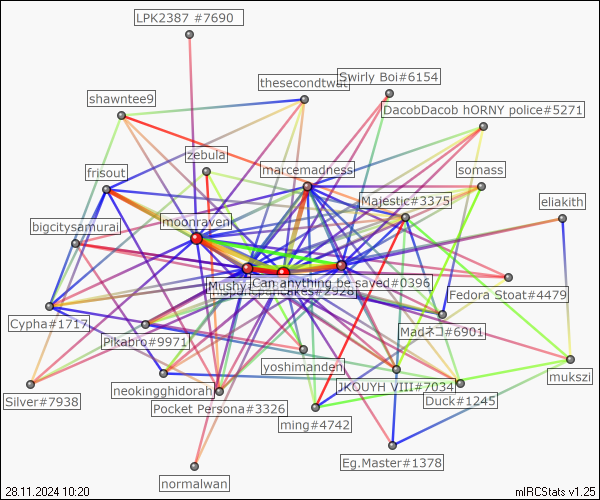 LPK2387 #7690
Swirly Boi#6154
thesecondtwat
shawntee9
DacobDacob hORNY police#5271
zebula
marcemadness
somass
frisout
Majestic#3375
eliakith
moonraven
bigcitysamurai
Mushy
Can anything be saved#0396
Fedora Stoat#4479
Cypha#1717
Pikabro#9971
Madネコ#6901
yoshimanden
mukszi
neokingghidorah
JKOUYH VIII#7034
Silver#7938
Pocket Persona#3326
Duck#1245
ming#4742
Eg.Master#1378
normalwan
28.11.2024 10:20
mIRCStats v1.25